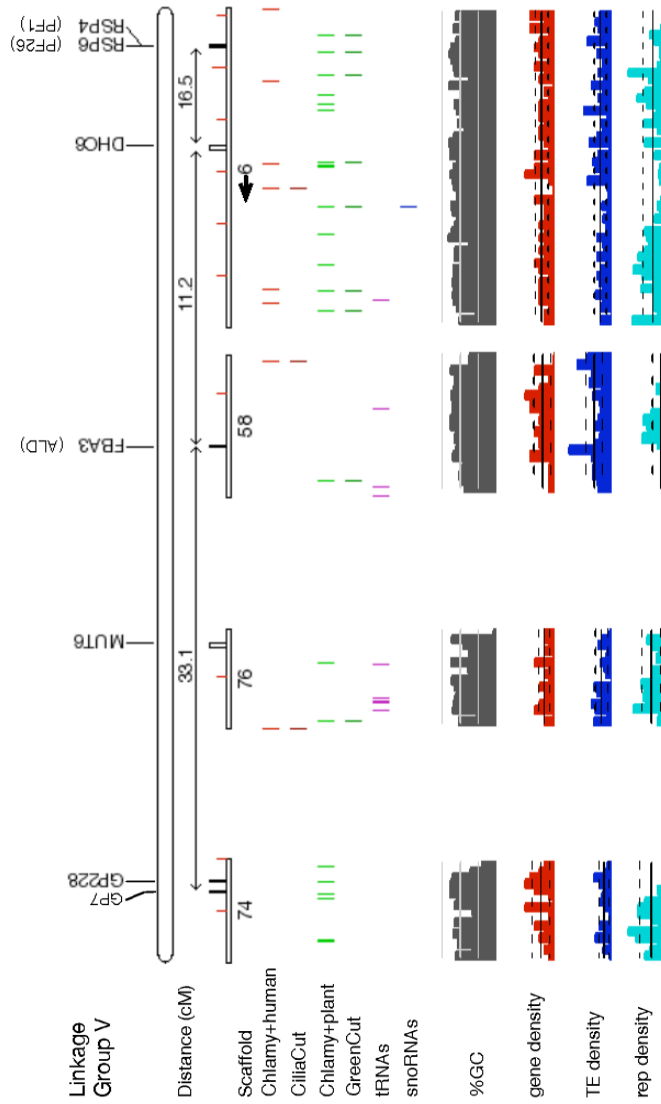 Linkage
Group V
GP7
GP228
MUT6
FBA3
(ALD)
DHC6
RSP6
(PF26)
RSP4
(PF1)
Distance (cM)
33.1
11.2
16.5
Scaffold
74
76
58
6
Chlamy+human
CiliaCut
Chlamy+plant
GreenCut
tRNAs
snoRNAs
%GC
gene density
TE density
rep density